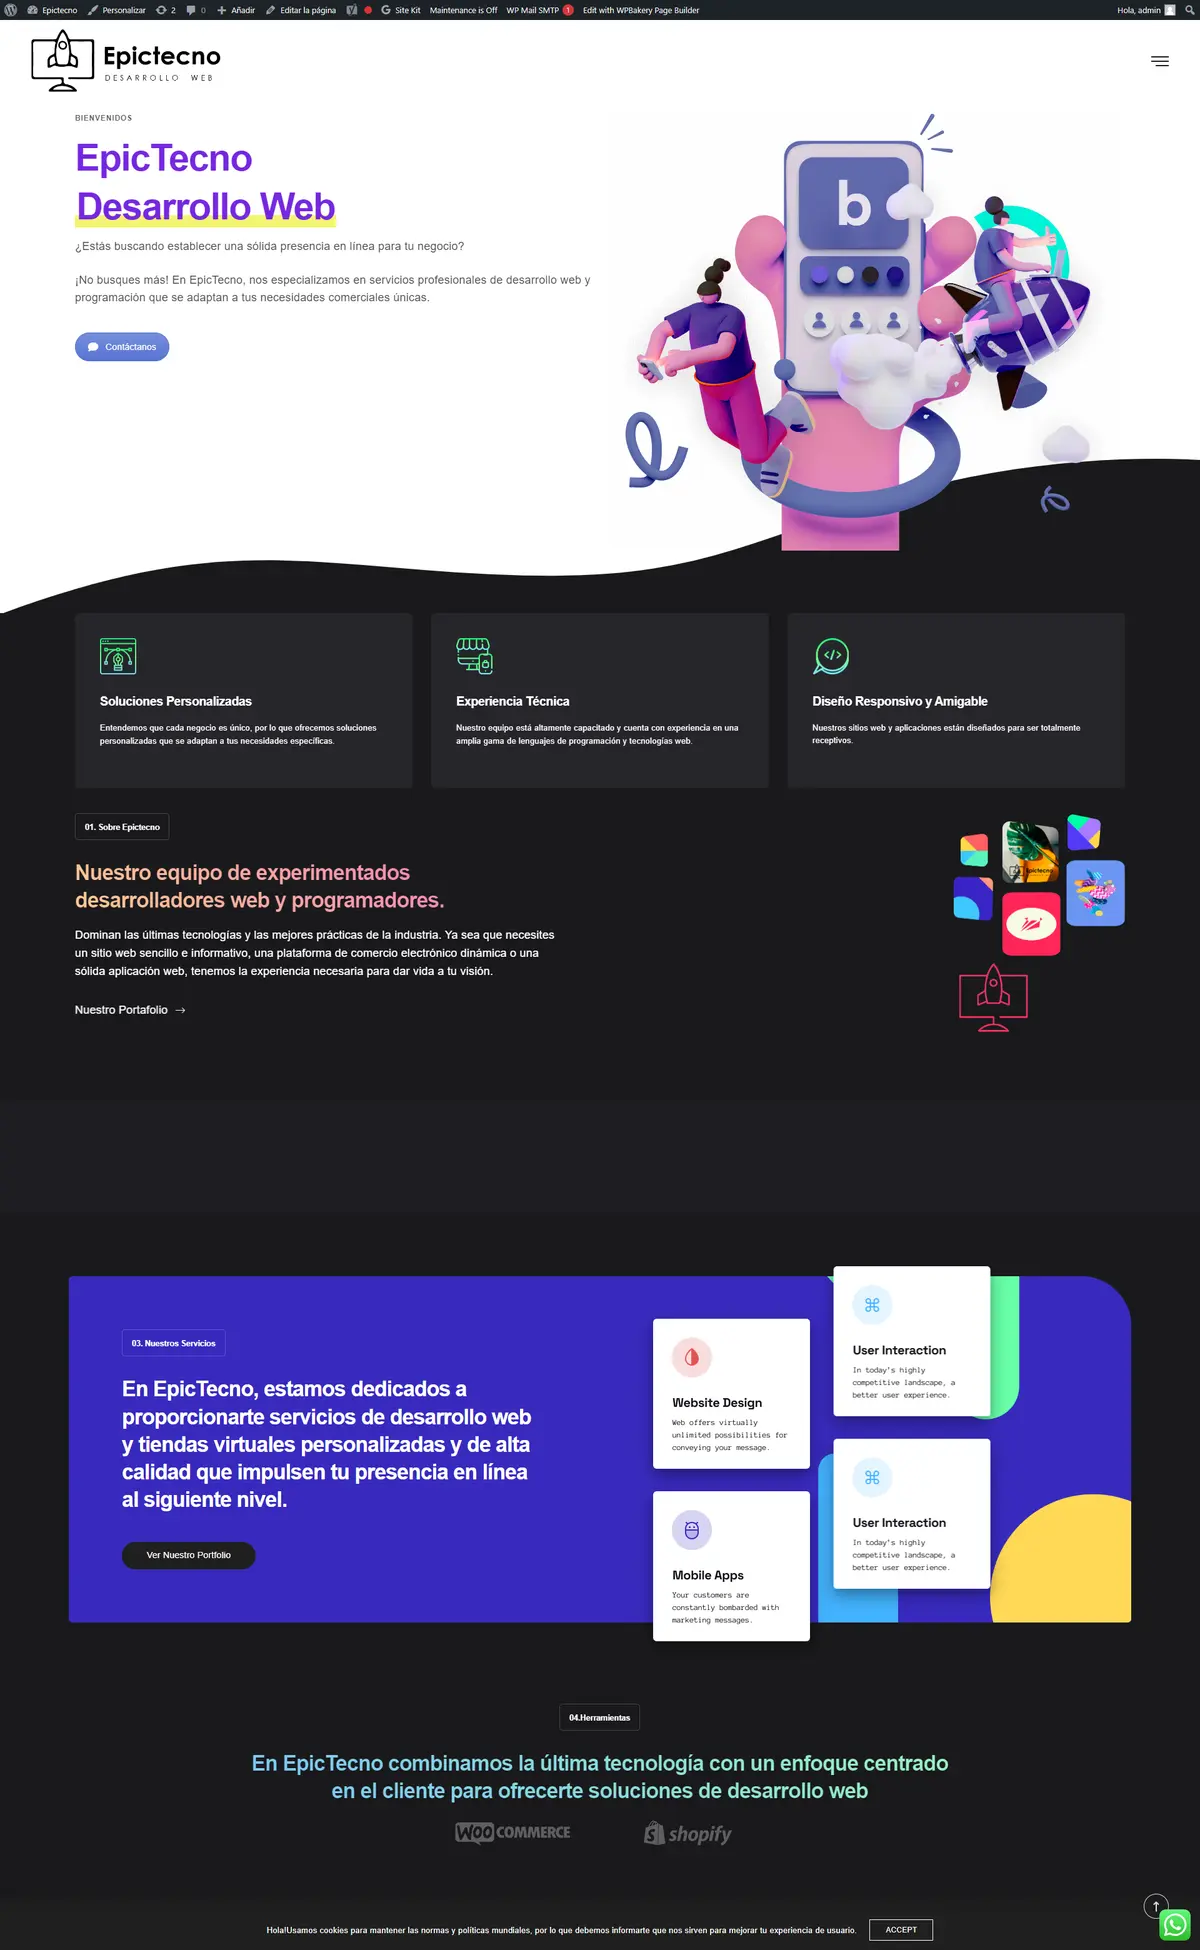 Epictecno
Personalizar
2
0
Añadir
Editar la página
Site Kit
Maintenance is Off
WP Mail SMTP 1
Edit with WPBakery Page Builder
Hola, admin
Epictecno
DESARROLLO WEB
BIENVENIDOS
EpicTecno
Desarrollo Web
¿Estás buscando establecer una sólida presencia en línea para tu negocio?
¡No busques más! En EpicTecno, nos especializamos en servicios profesionales de desarrollo web y
programación que se adaptan a tus necesidades comerciales únicas.
Contáctanos
b
Soluciones Personalizadas
Entendemos que cada negocio es único, por lo que ofrecemos soluciones
personalizadas que se adaptan a tus necesidades específicas.
Experiencia Técnica
Nuestro equipo está altamente capacitado y cuenta con experiencia en una
amplia gama de lenguajes de programación y tecnologías web.
Diseño Responsivo y Amigable
Nuestros sitios web y aplicaciones están diseñados para ser totalmente
receptivos.
01. Sobre Epictecno
Nuestro equipo de experimentados
desarrolladores web y programadores.
Dominan las últimas tecnologías y las mejores prácticas de la industria. Ya sea que necesites
un sitio web sencillo e informativo, una plataforma de comercio electrónico dinámica o una
sólida aplicación web, tenemos la experiencia necesaria para dar vida a tu visión.
Nuestro Portafolio →
Epictecno
03. Nuestros Servicios
En EpicTecno, estamos dedicados a
proporcionarte servicios de desarrollo web
y tiendas virtuales personalizadas y de alta
calidad que impulsen tu presencia en línea
al siguiente nivel.
Ver Nuestro Portfolio
Website Design
Web offers virtually
unlimited possibilities for
conveying your message.
Mobile Apps
Your customers are
constantly bombarded with
marketing messages.
User Interaction
In today's highly
competitive landscape, a
better user experience.
User Interaction
In today's highly
competitive landscape, a
better user experience.
04.Herramientas
En EpicTecno combinamos la última tecnología con un enfoque centrado
en el cliente para ofrecerte soluciones de desarrollo web
WOO COMMERCE
shopify
Hola!Usamos cookies para mantener las normas y políticas mundiales, por lo que debemos informarte que nos sirven para mejorar tu experiencia de usuario.
ACCEPT